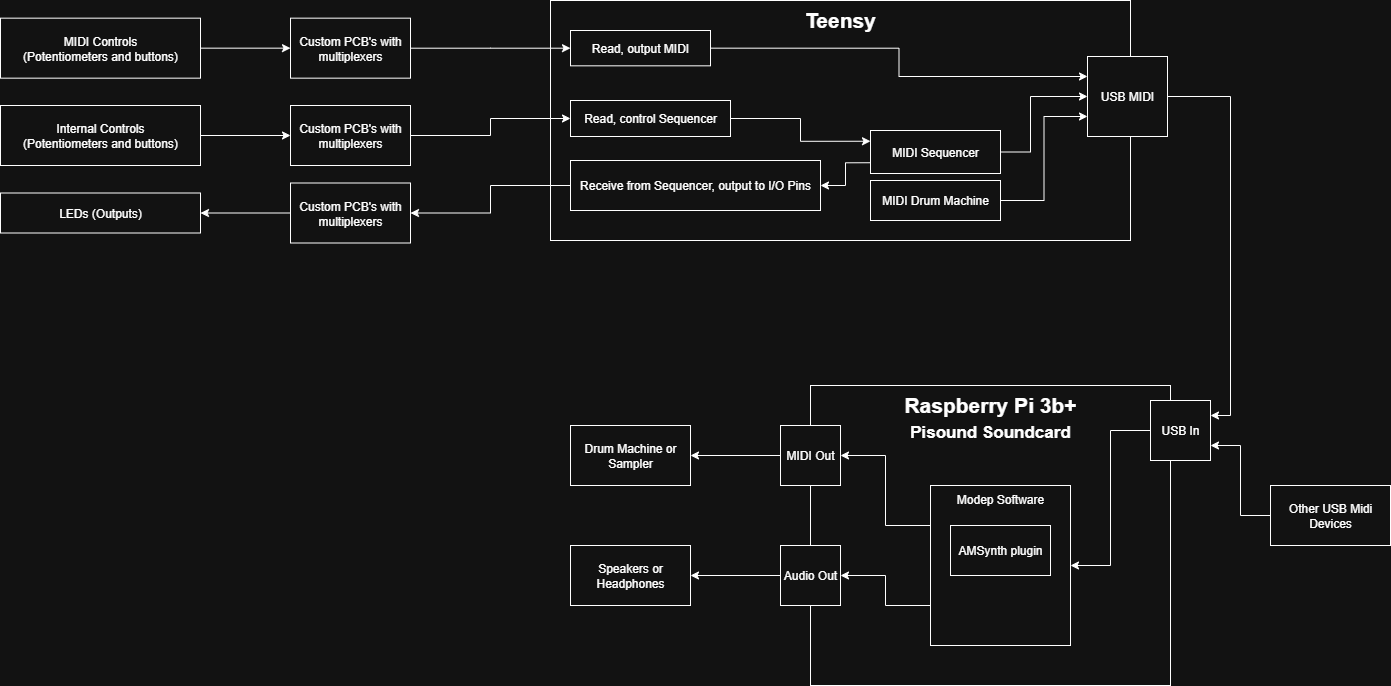 Teensy
MIDI Controls
(Potentiometers and buttons)
Custom PCB's with
multiplexers
Read, output MIDI
USB MIDI
Internal Controls
(Potentiometers and buttons)
Custom PCB's with
multiplexers
Read, control Sequencer
MIDI Sequencer
Receive from Sequencer, output to I/O Pins
MIDI Drum Machine
LEDs (Outputs)
Custom PCB's with
multiplexers
Raspberry Pi 3b+
Pisound Soundcard
USB In
Drum Machine or
Sampler
MIDI Out
Modep Software
AMSynth plugin
Other USB Midi
Devices
Speakers or
Headphones
Audio Out